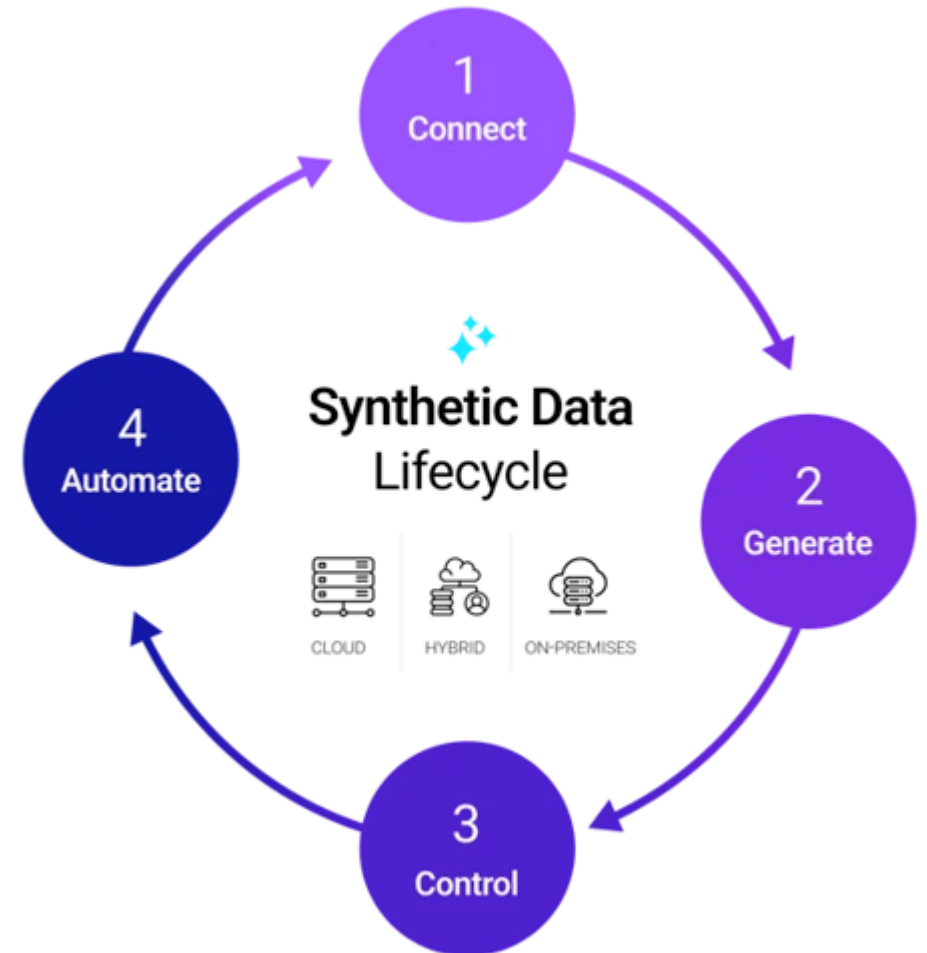 1
Connect
Synthetic Data
Lifecycle
CLOUD
HYBRID
ON-PREMISES
2
Generate
3
Control
4
Automate